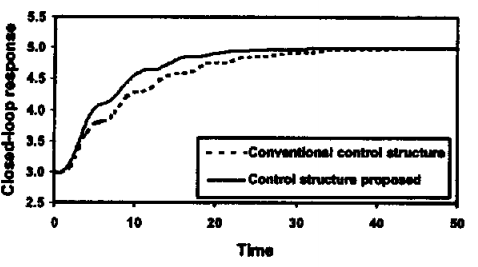 Closed-loop response
5.5
5.0
4.5
4.0
3.5
3.0
2.5
Conventional control structure
Control structure proposed
0 10 20 30 40 50
Time